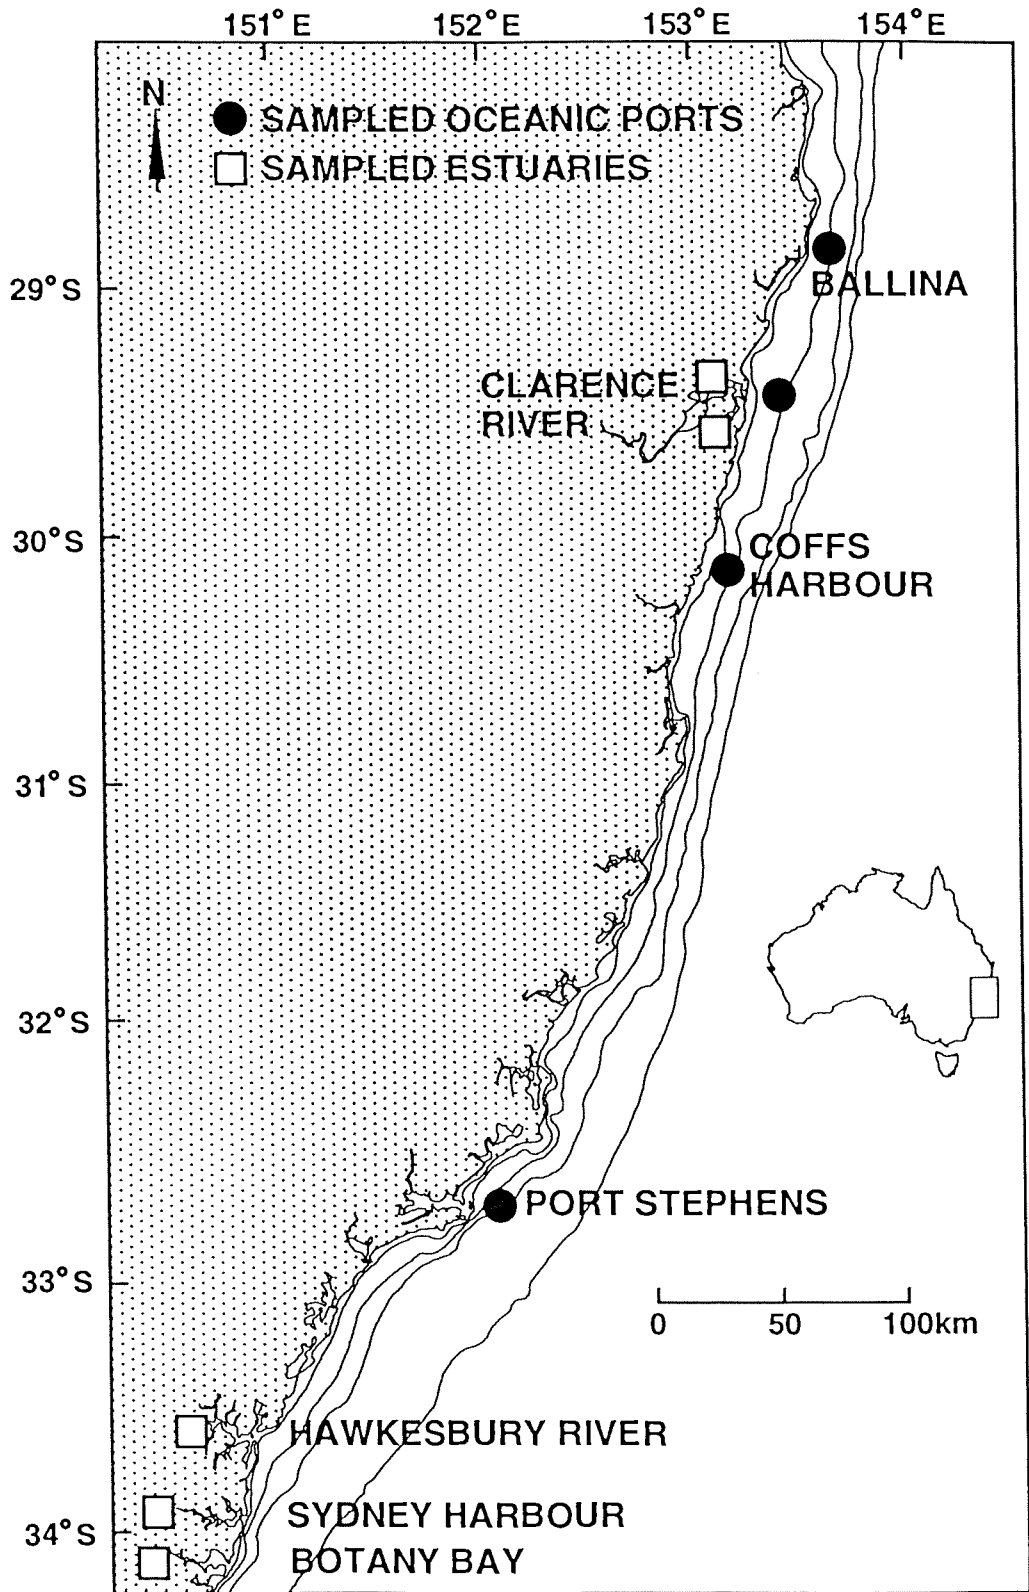 151°E 152°E 153°E 154°E
N
SAMPLED OCEANIC PORTS
SAMPLED ESTUARIES
29°S
BALLINA
CLARENCE
RIVER
30°S
COFFS
HARBOUR
31°S
32°S
PORT STEPHENS
33°S
0 50 100km
HAWKESBURY RIVER
34°S
SYDNEY HARBOUR
BOTANY BAY